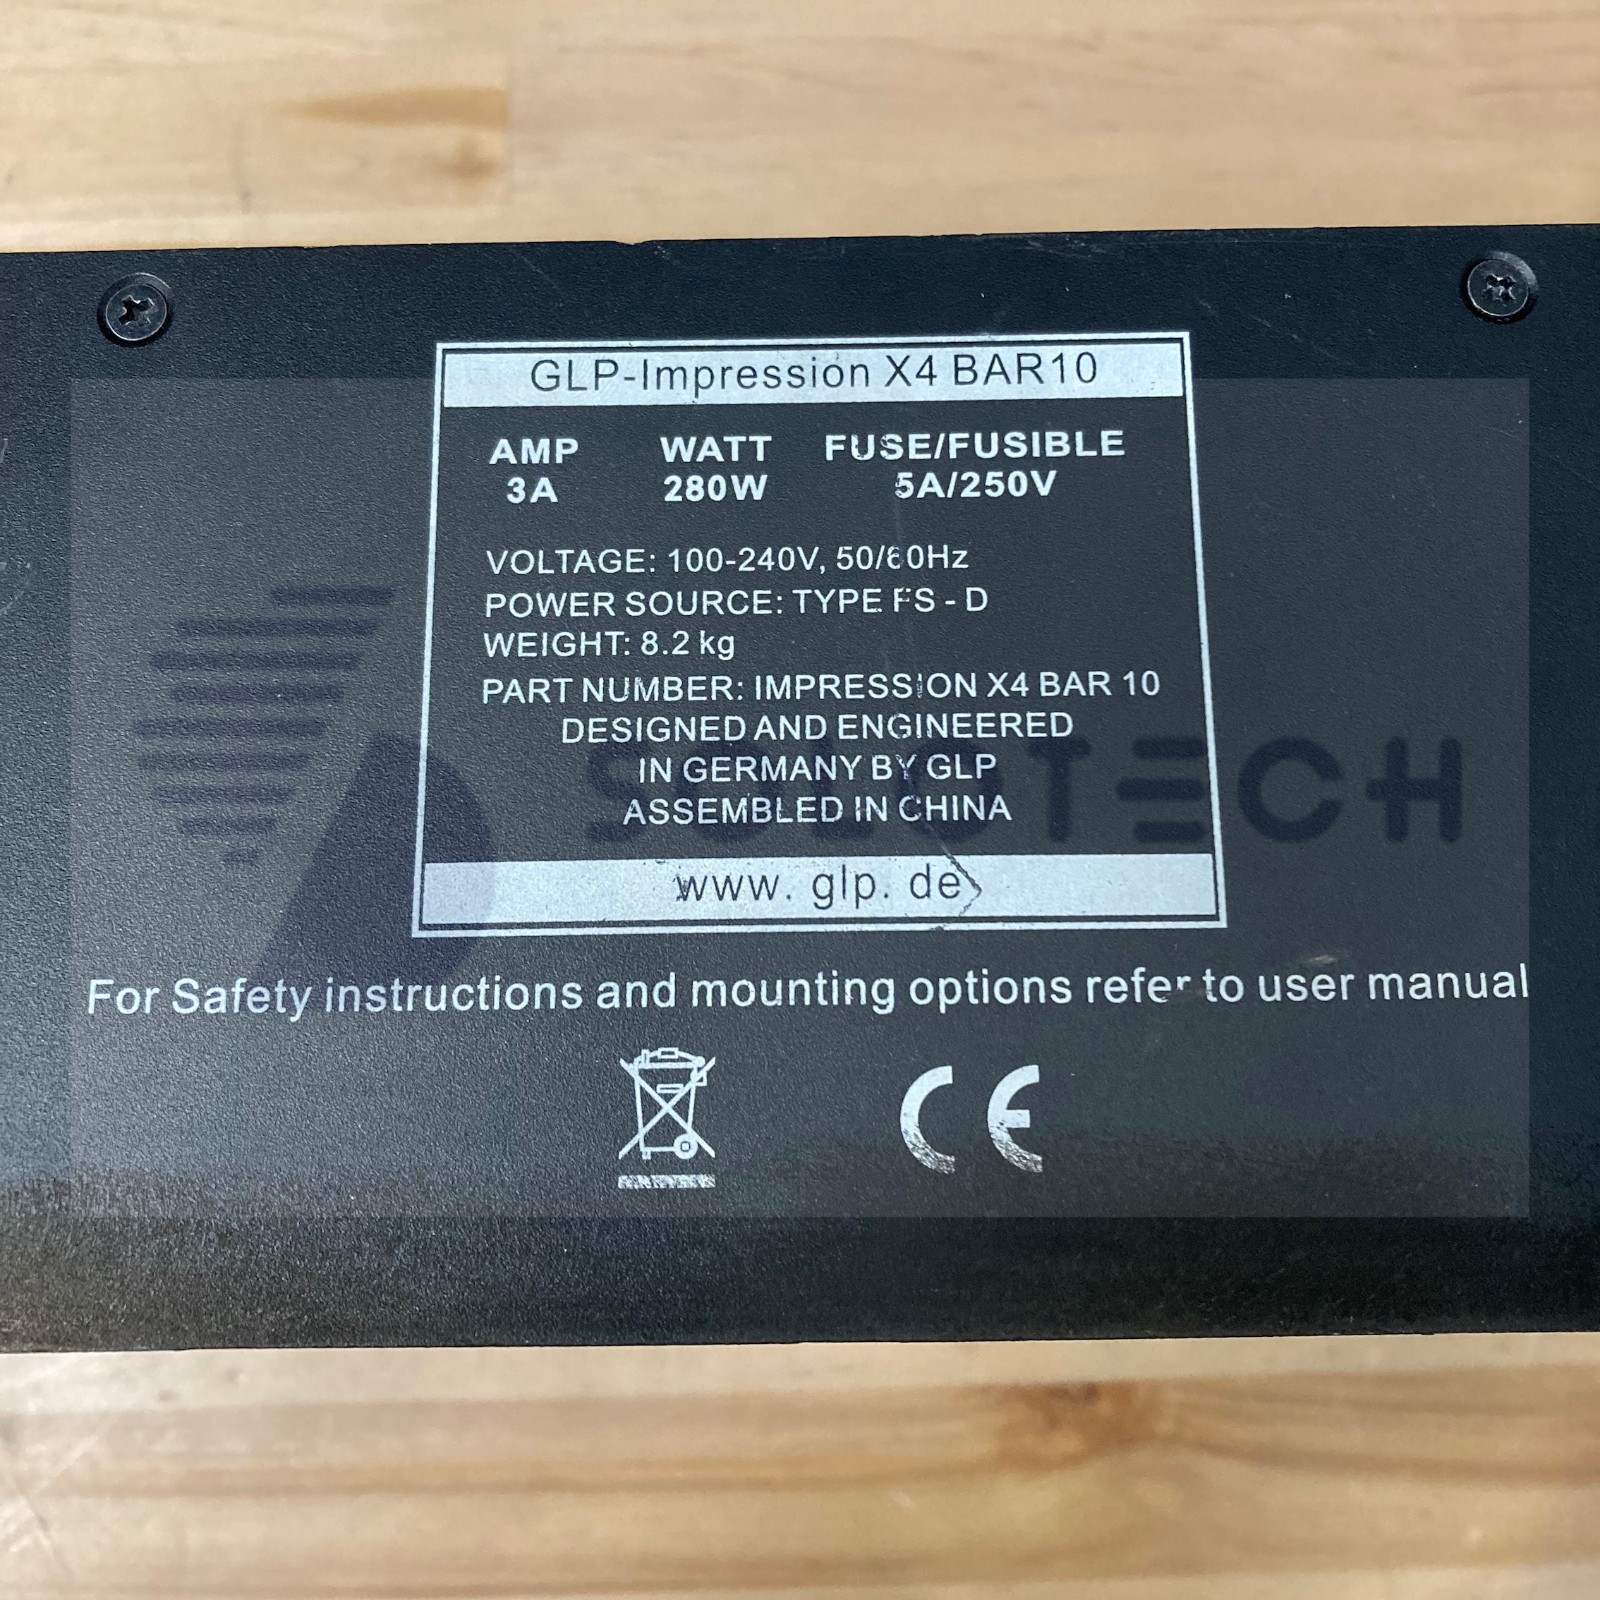 GLP-Impression X4 BAR10
AMP WATT FUSE/FUSIBLE
3A 280W 5A/250V
VOLTAGE: 100-240V, 50/60Hz
POWER SOURCE: TYPE FS - D
WEIGHT: 8.2 kg
PART NUMBER: IMPRESSION X4 BAR 10
DESIGNED AND ENGINEERED
IN GERMANY BY GLP
ASSEMBLED IN CHINA
SOLOTECH
www. glp. de
For Safety instructions and mounting options refer to user manual
CE